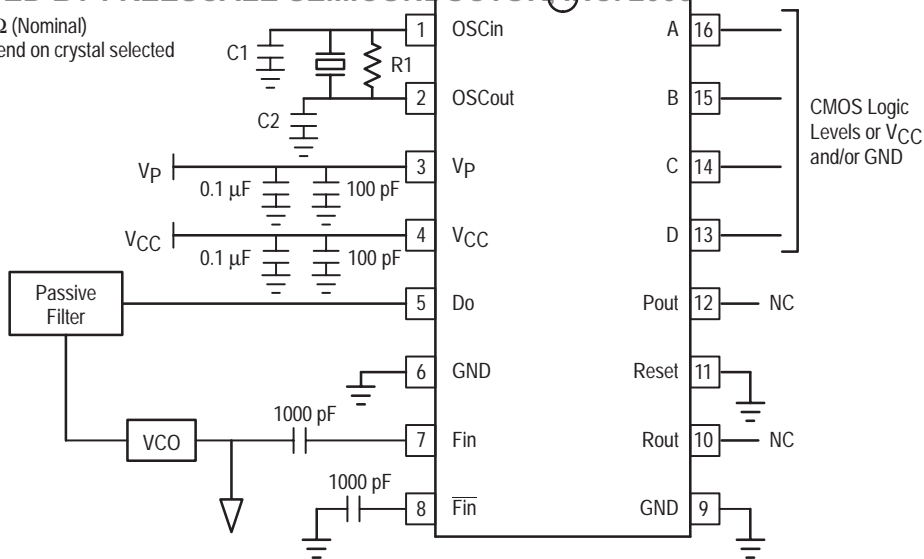 Ω (Nominal)
end on crystal selected
C1
R1
C2
1
OSCin
2
OSCout
VP
3
VP
0.1 μF
100 pF
VCC
4
VCC
0.1 μF
100 pF
Passive
Filter
5
Do
6
GND
1000 pF
VCO
7
Fin
1000 pF
8
Fin
A
16
B
15
C
14
D
13
CMOS Logic
Levels or VCC
and/or GND
Pout
12
NC
Reset
11
Rout
10
NC
GND
9